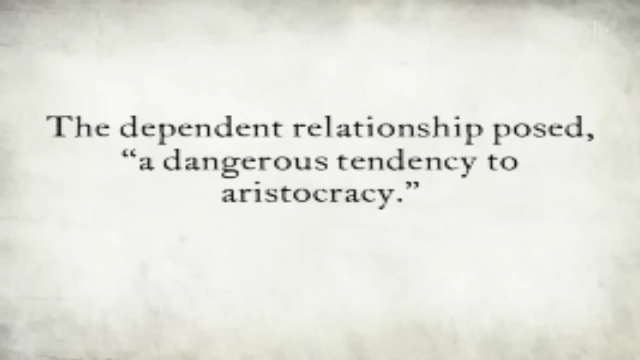 The dependent relationship posed,
“a dangerous tendency to
aristocracy.”